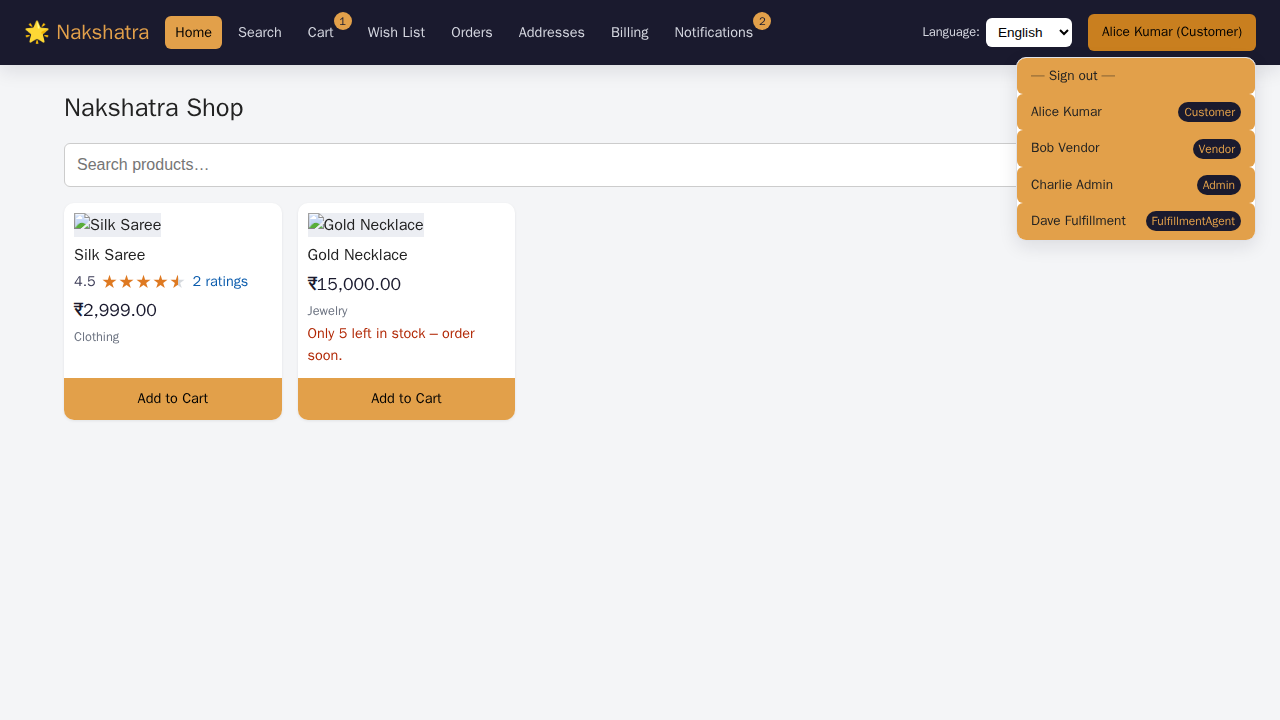 🌟 Nakshatra Home Search Cart 1 Wish List Orders Addresses Billing Notifications 2 Language: English Alice Kumar (Customer)
— Sign out —
Alice Kumar Customer
Bob Vendor Vendor
Charlie Admin Admin
Dave Fulfillment FulfillmentAgent
Nakshatra Shop
Search products…
Silk Saree
Silk Saree
4.5 ★★★★★ 2 ratings
₹2,999.00
Clothing
Add to Cart
Gold Necklace
Gold Necklace
₹15,000.00
Jewelry
Only 5 left in stock – order
soon.
Add to Cart